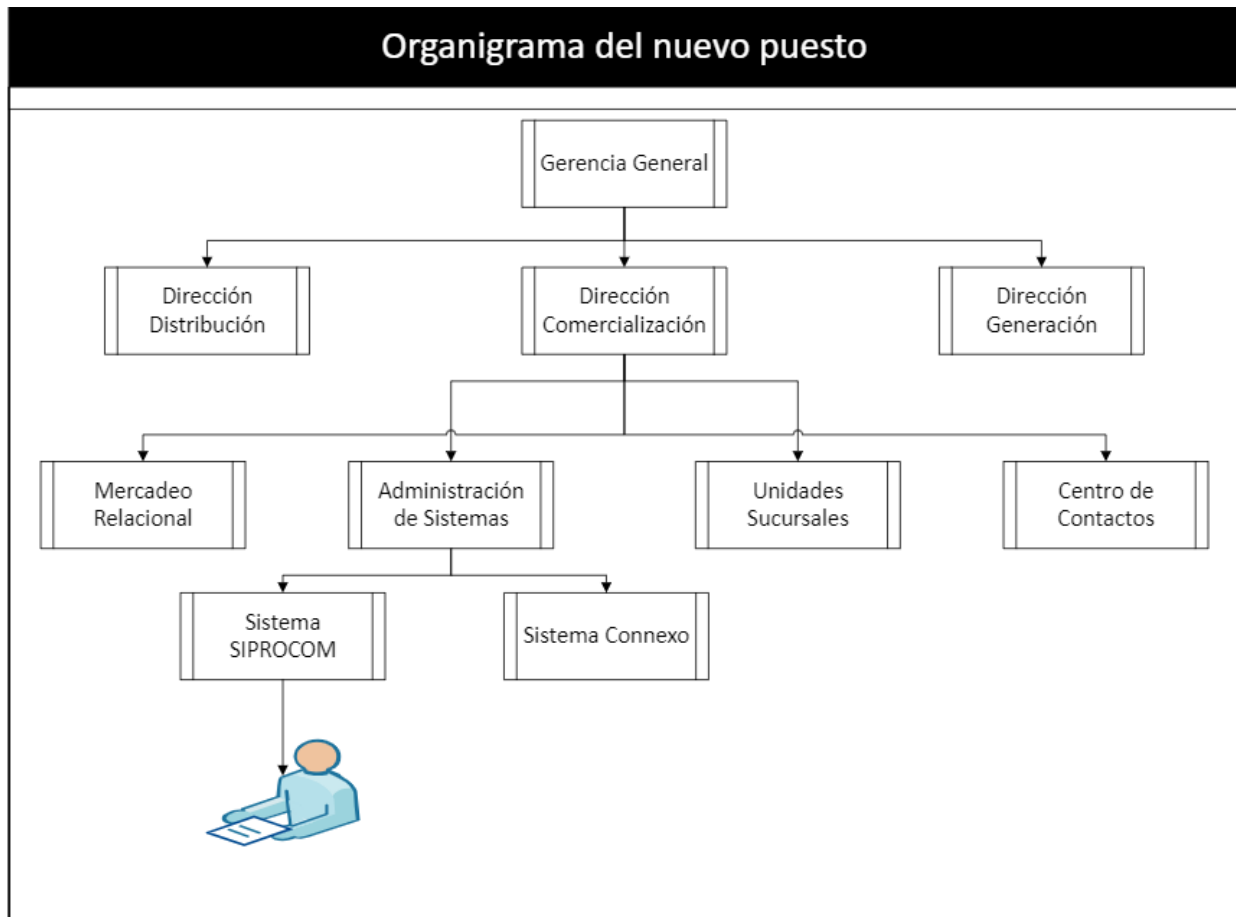 Organigrama del nuevo puesto
Gerencia General
Dirección
Distribución
Dirección
Comercialización
Dirección
Generación
Mercadeo
Relacional
Administración
de Sistemas
Unidades
Sucursales
Centro de
Contactos
Sistema
SIPROCOM
Sistema Connexo